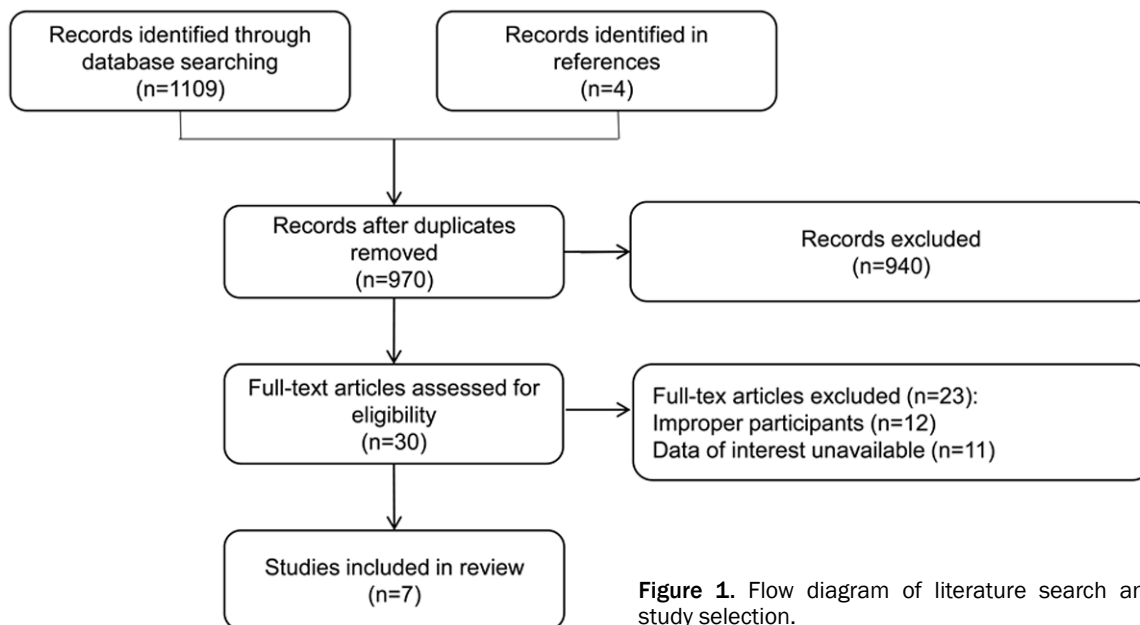 Records identified through
database searching
(n=1109)
Records identified in
references
(n=4)
Records after duplicates
removed
(n=970)
Records excluded
(n=940)
Full-text articles assessed for
eligibility
(n=30)
Full-tex articles excluded (n=23):
Improper participants (n=12)
Data of interest unavailable (n=11)
Studies included in review
(n=7)
Figure 1. Flow diagram of literature search an
study selection.